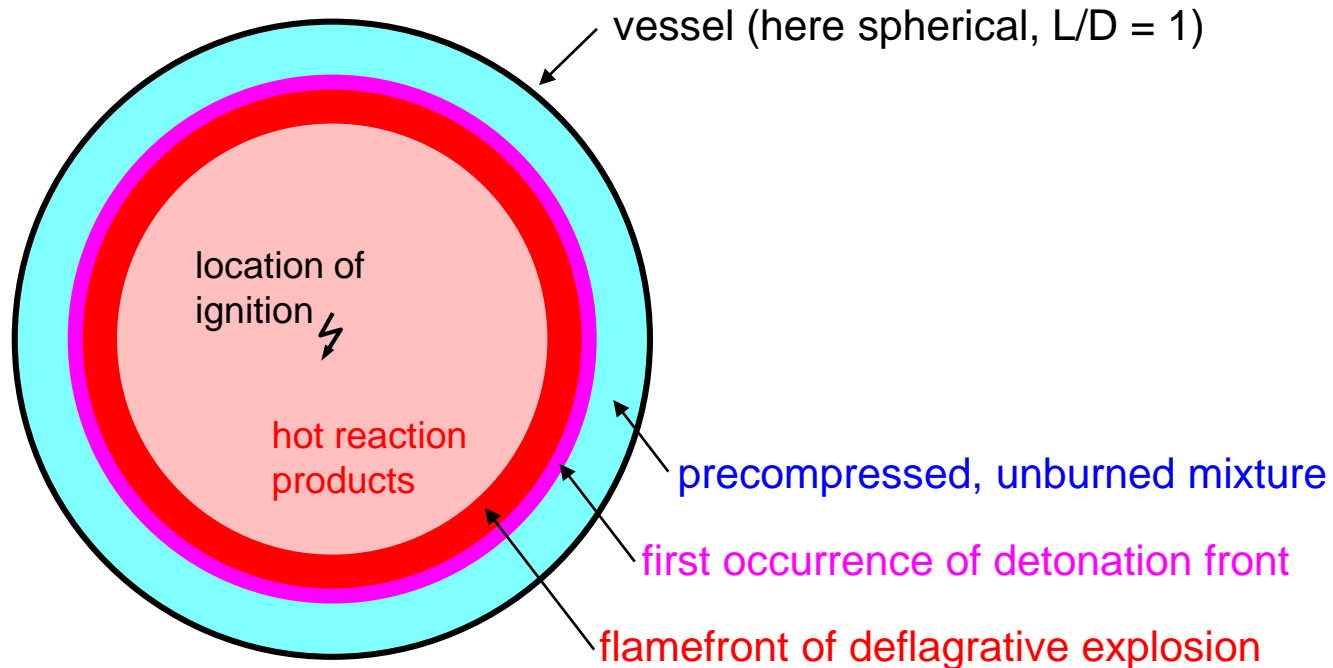 vessel (here spherical, L/D = 1)
location of
ignition
hot reaction
products
precompressed, unburned mixture
first occurrence of detonation front
flamefront of deflagrative explosion